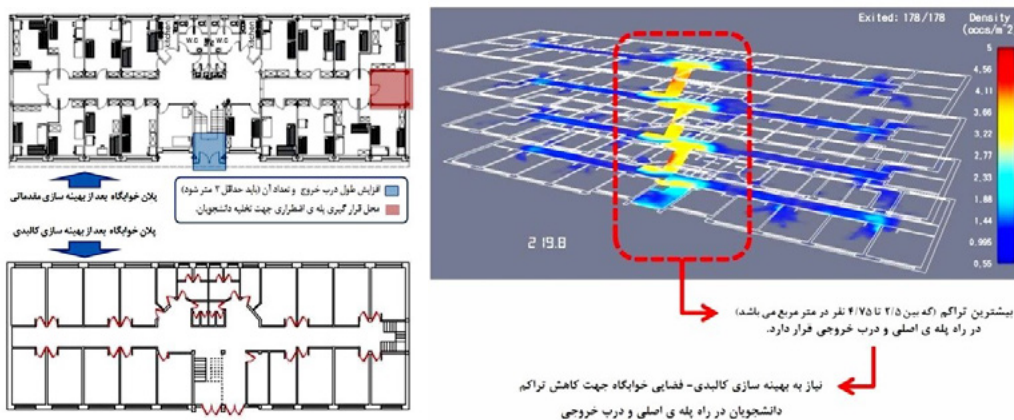 kitchen
W.C
W.C
kitchen
پلان خوابگاه بعد از بهینه سازی مقدماتی
افزایش طول درب خروج و تعداد آن (باید حداقل ۲ متر شود)
محل قرار گیری پله ی اضطراری جهت تخلیه دانشجویان.
پلان خوابگاه بعد از بهینه سازی کالبدی
Exited: 178/178
Density
(occs/m^2
5
4.56
4.11
3.66
3.22
2.77
2.33
1.88
1.44
0.995
0.55
219.8
بیشترین تراکم (که بین ۲/۵ تا ۴/۷۵ نفر در متر مربع می باشد)
در راه پله ی اصلی و درب خروجی قرار دارد.
نیاز به بهینه سازی کالبدی- فضایی خوابگاه جهت کاهش تراکم
دانشجویان در راه پله ی اصلی و درب خروجی